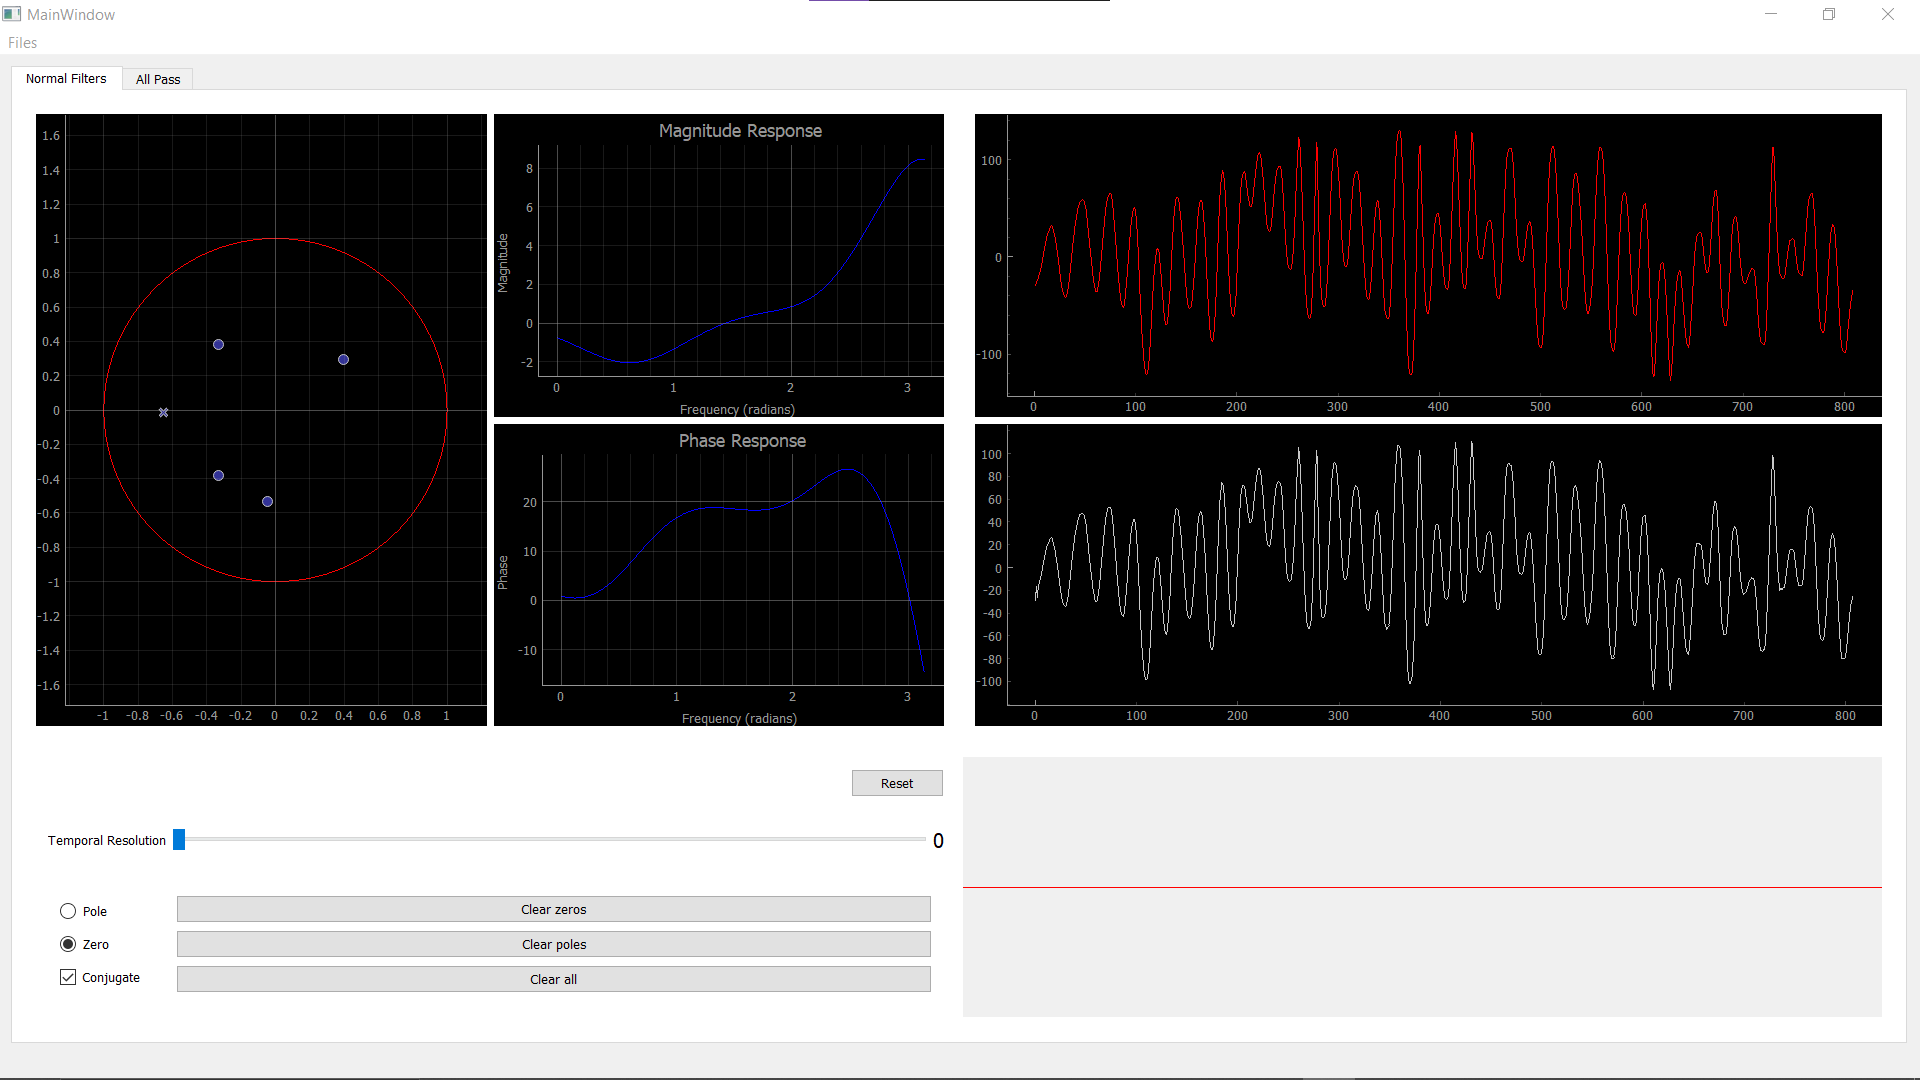 MainWindow
Files
Normal Filters
All Pass
1.6
1.4
1.2
1
0.8
0.6
0.4
0.2
0
-0.2
-0.4
-0.6
-0.8
-1
-1.2
-1.4
-1.6
-1 -0.8 -0.6 -0.4 -0.2 0 0.2 0.4 0.6 0.8 1
Magnitude Response
Magnitude
8
6
4
2
0
-2
0 1 2 3
Frequency (radians)
Phase Response
Phase
20
10
0
-10
0 1 2 3
Frequency (radians)
100
0
-100
0 100 200 300 400 500 600 700 800
100
80
60
40
20
0
-20
-40
-60
-80
-100
0 100 200 300 400 500 600 700 800
Reset
Temporal Resolution 0
Pole
Zero
Conjugate
Clear zeros
Clear poles
Clear all